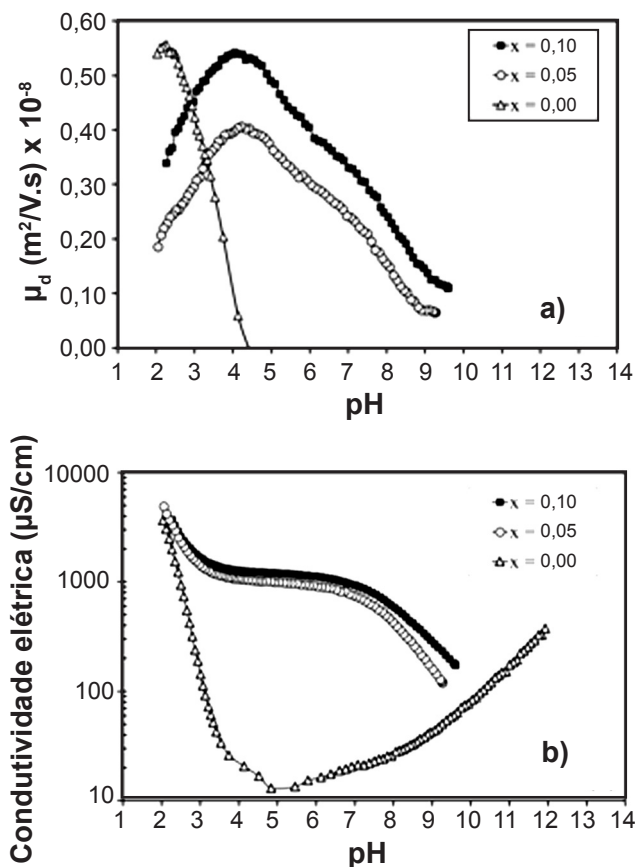 0,60
0,50
0,40
0,30
0,20
0,10
0,00
μd (m²/V.s) x 10⁻⁸
x = 0,10
x = 0,05
x = 0,00
a)
1 2 3 4 5 6 7 8 9 10 11 12 13 14
pH
10000
1000
100
10
Condutividade elétrica (μS/cm)
x = 0,10
x = 0,05
x = 0,00
b)
1 2 3 4 5 6 7 8 9 10 11 12 13 14
pH